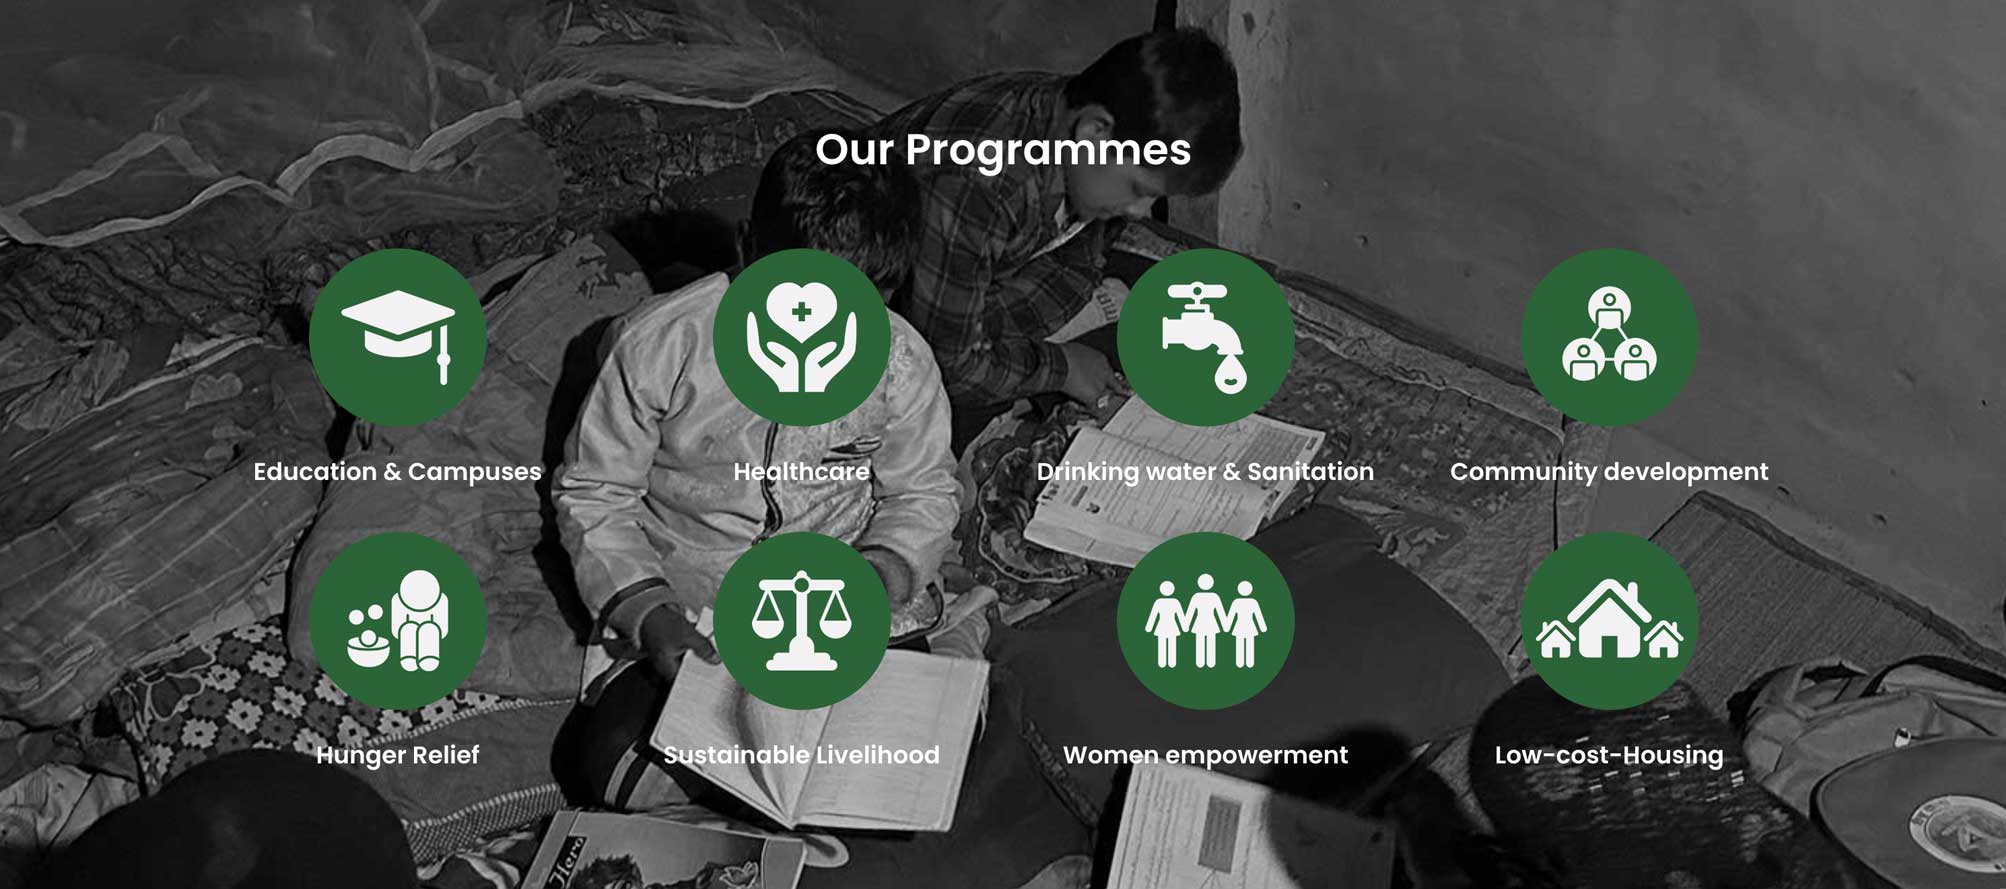 Our Programmes
Education & Campuses
Healthcare
Drinking water & Sanitation
Community development
Hunger Relief
Sustainable Livelihood
Women empowerment
Low-cost-Housing
Hero